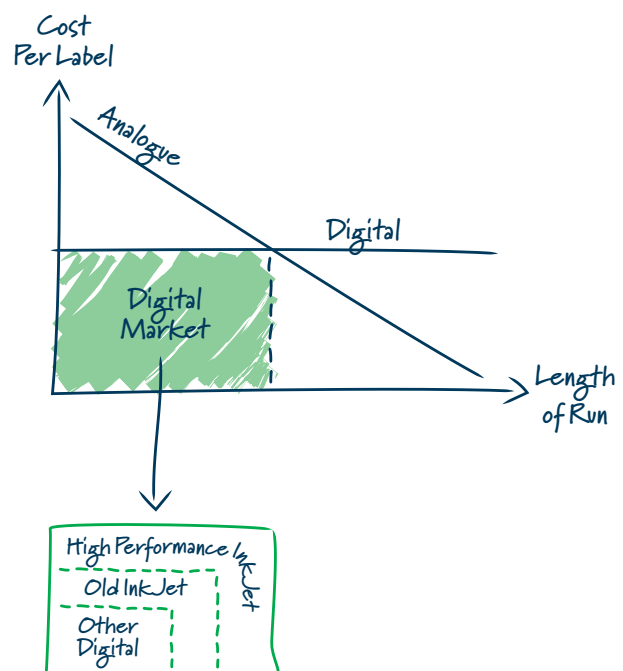 Cost
Per Label
Analogue
Digital
Digital
Market
Length
of Run
High Performance InkJet
Old InkJet
Other
Digital